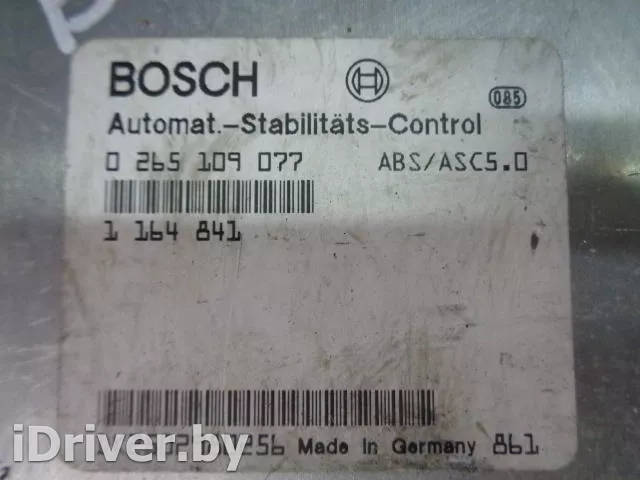 BOSCH
085
Automat.-Stabilitäts-Control
0 265 109 077 ABS/ASC5.0
1 164 841
256 Made in Germany 861
iDriver.by